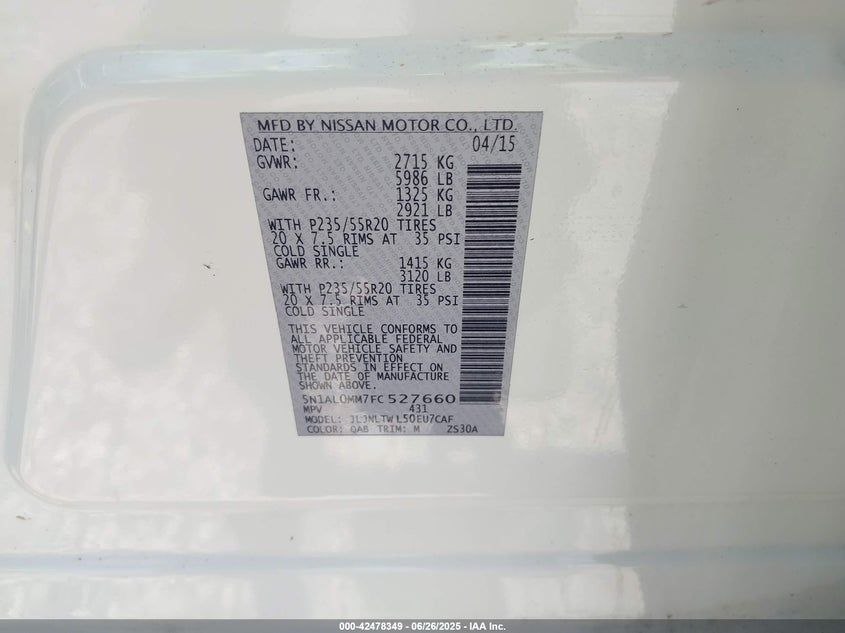 MFD BY NISSAN MOTOR CO., LTD.
DATE: 04/15
GVWR: 2715 KG
5986 LB
GAWR FR.: 1325 KG
2921 LB
WITH P235/55R20 TIRES
20 X 7.5 RIMS AT 35 PSI
COLD SINGLE
GAWR RR.: 1415 KG
3120 LB
WITH P235/55R20 TIRES
20 X 7.5 RIMS AT 35 PSI
COLD SINGLE
THIS VEHICLE CONFORMS TO
ALL APPLICABLE FEDERAL
MOTOR VEHICLE SAFETY AND
THEFT PREVENTION
STANDARDS IN EFFECT ON
THE DATE OF MANUFACTURE
SHOWN ABOVE.
5N1AL0MM7FC527660
MPV 431
MODEL: JLJNLTWL50EU7CAF
COLOR: QAB TRIM: M ZS30A
000-42478349 - 06/26/2025 - IAA Inc.